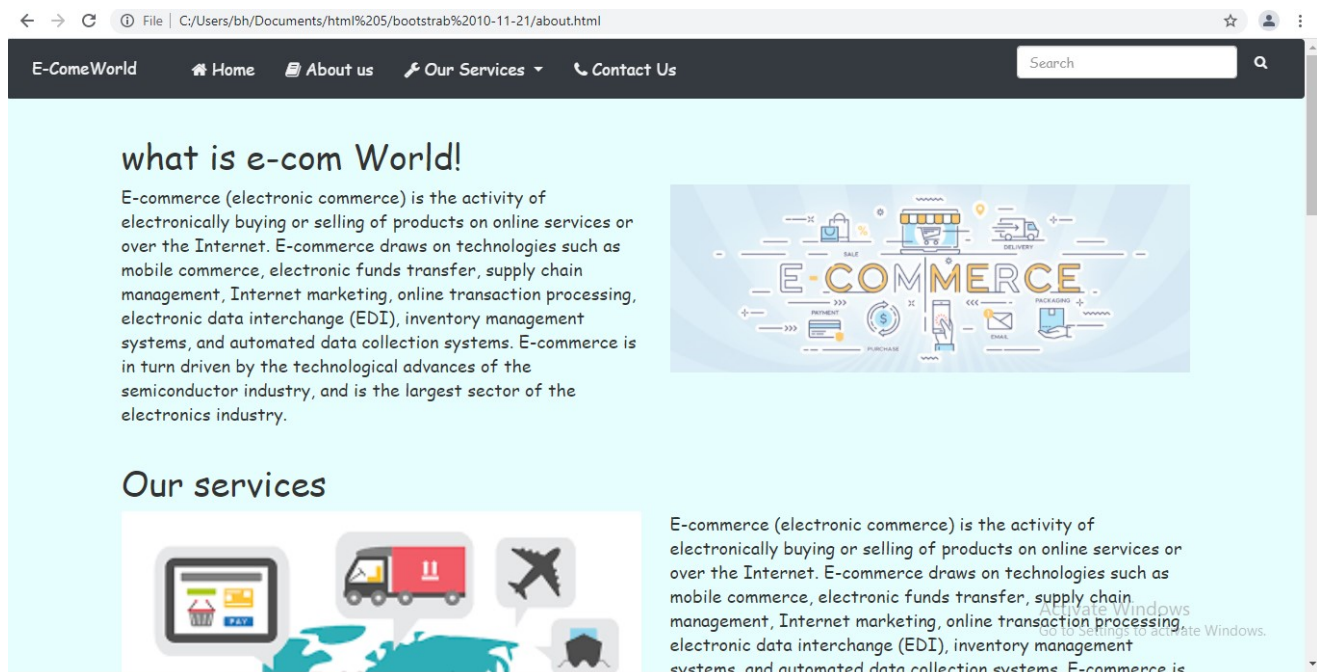 File | C:/Users/bh/Documents/html%205/bootstrab%2010-11-21/about.html
E-ComeWorld Home About us Our Services Contact Us Search
what is e-com World!
E-commerce (electronic commerce) is the activity of
electronically buying or selling of products on online services or
over the Internet. E-commerce draws on technologies such as
mobile commerce, electronic funds transfer, supply chain
management, Internet marketing, online transaction processing,
electronic data interchange (EDI), inventory management
systems, and automated data collection systems. E-commerce is
in turn driven by the technological advances of the
semiconductor industry, and is the largest sector of the
electronics industry.
SALE
DELIVERY
E-COMMERCE
PAYMENT
PACKAGING
PURCHASE
EMAIL
Our services
PAY
E-commerce (electronic commerce) is the activity of
electronically buying or selling of products on online services or
over the Internet. E-commerce draws on technologies such as
mobile commerce, electronic funds transfer, supply chain
management, Internet marketing, online transaction processing,
electronic data interchange (EDI), inventory management
systems, and automated data collection systems. E-commerce is
Activate Windows
Go to Settings to activate Windows.